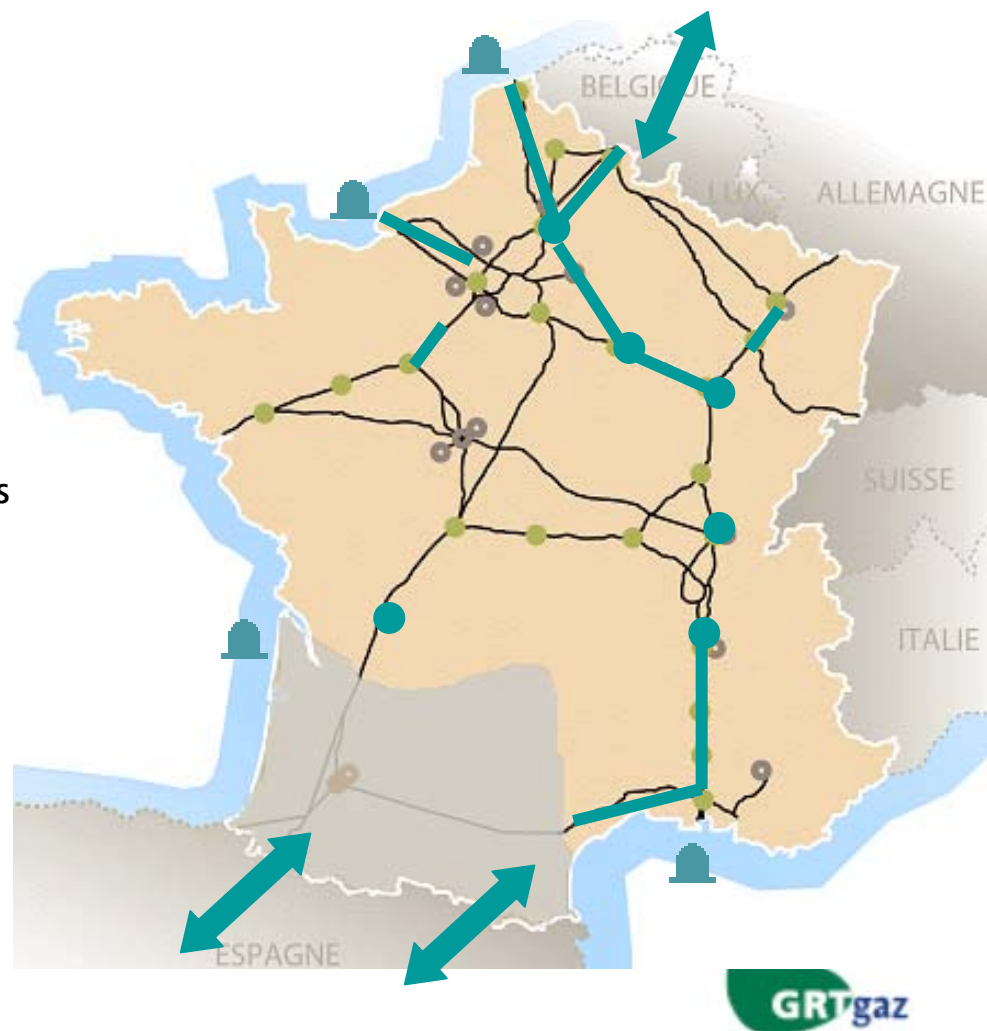 BELGIQUE
LUX.
ALLEMAGNE
s
SUISSE
ITALIE
ESPAGNE
GRTgaz